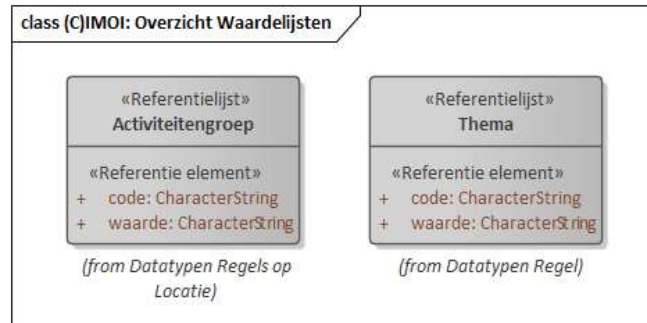 class (C)IMOI: Overzicht Waardelijsten
«Referentielijst»
Activiteitengroep
«Referentie element»
+ code: CharacterString
+ waarde: CharacterString
(from Datatypen Regels op
Locatie)
«Referentielijst»
Thema
«Referentie element»
+ code: CharacterString
+ waarde: CharacterString
(from Datatypen Regel)